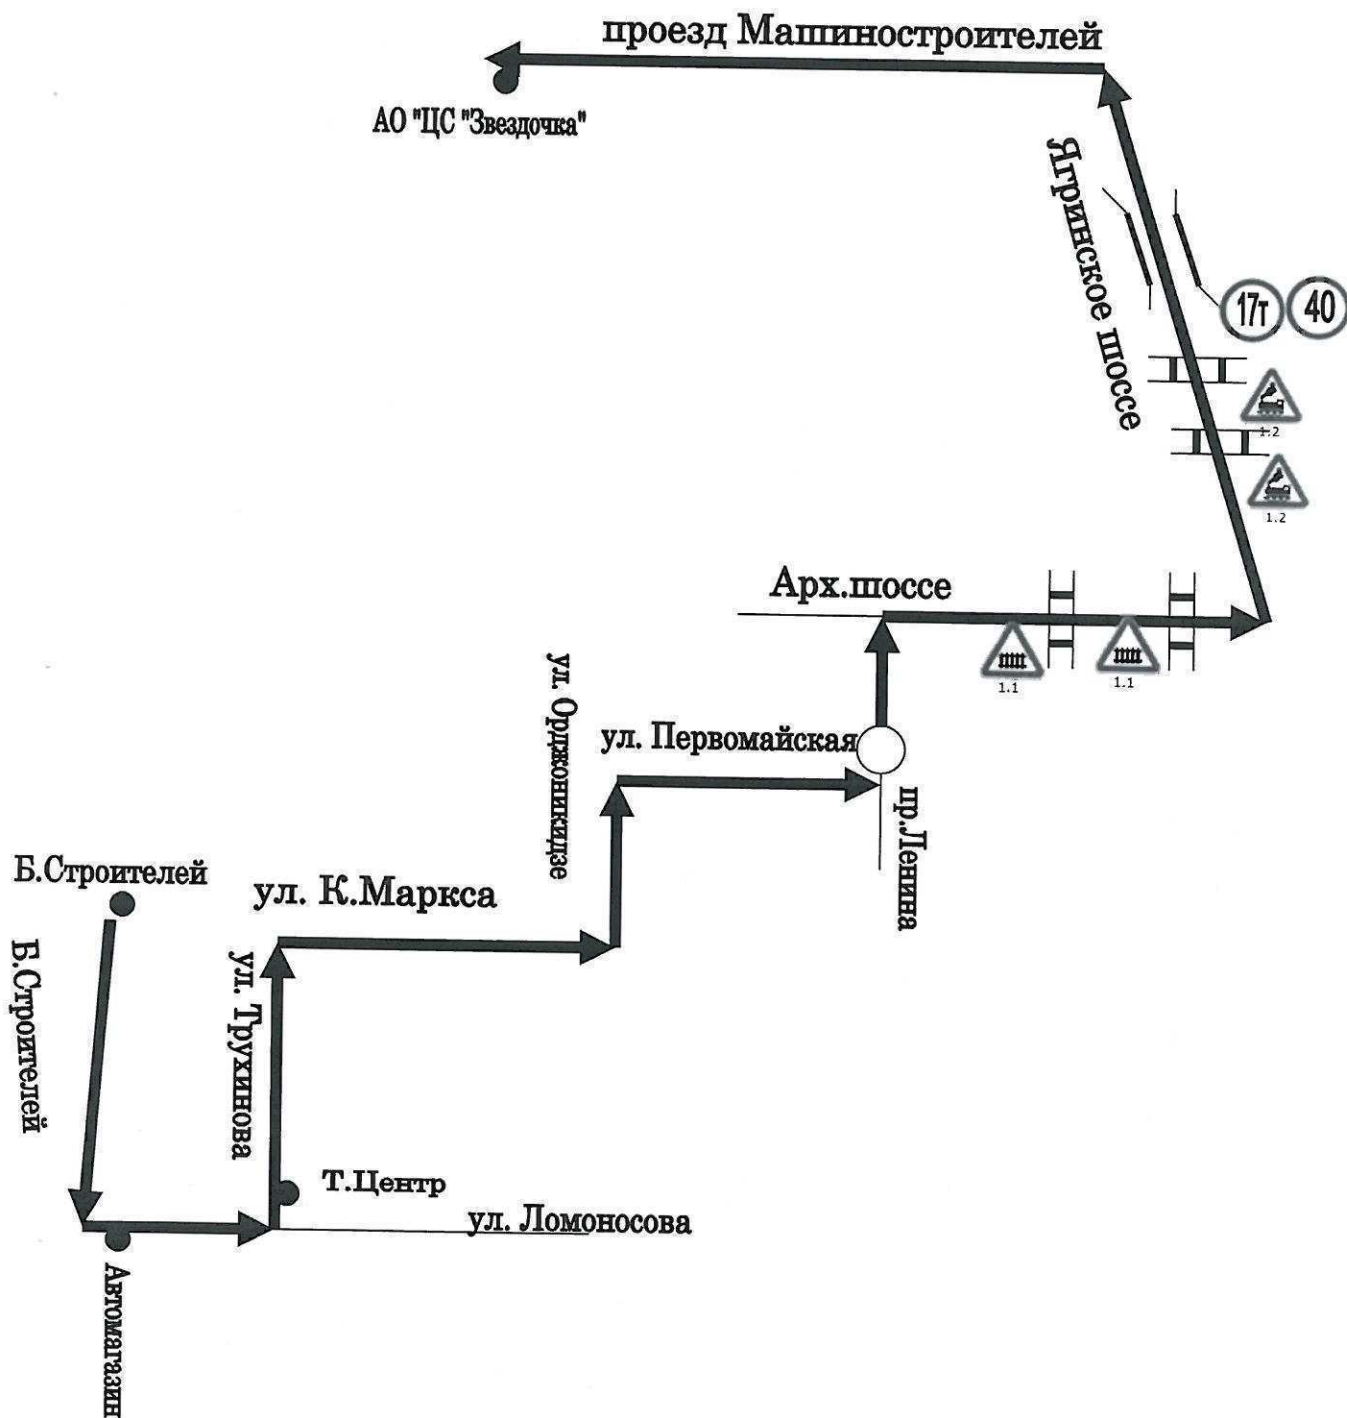 проезд Машиностроителей
АО "ЦС "Звездочка"
Ягринское шоссе
17т
40
1.2
1.2
Арх.шоссе
1.1
1.1
ул. Орджоникидзе
ул. Первомайская
пр.Ленина
Б.Строителей
ул. К.Маркса
Б.Строителей
ул. Трухинова
Т.Центр
ул. Ломоносова
Автомагазин